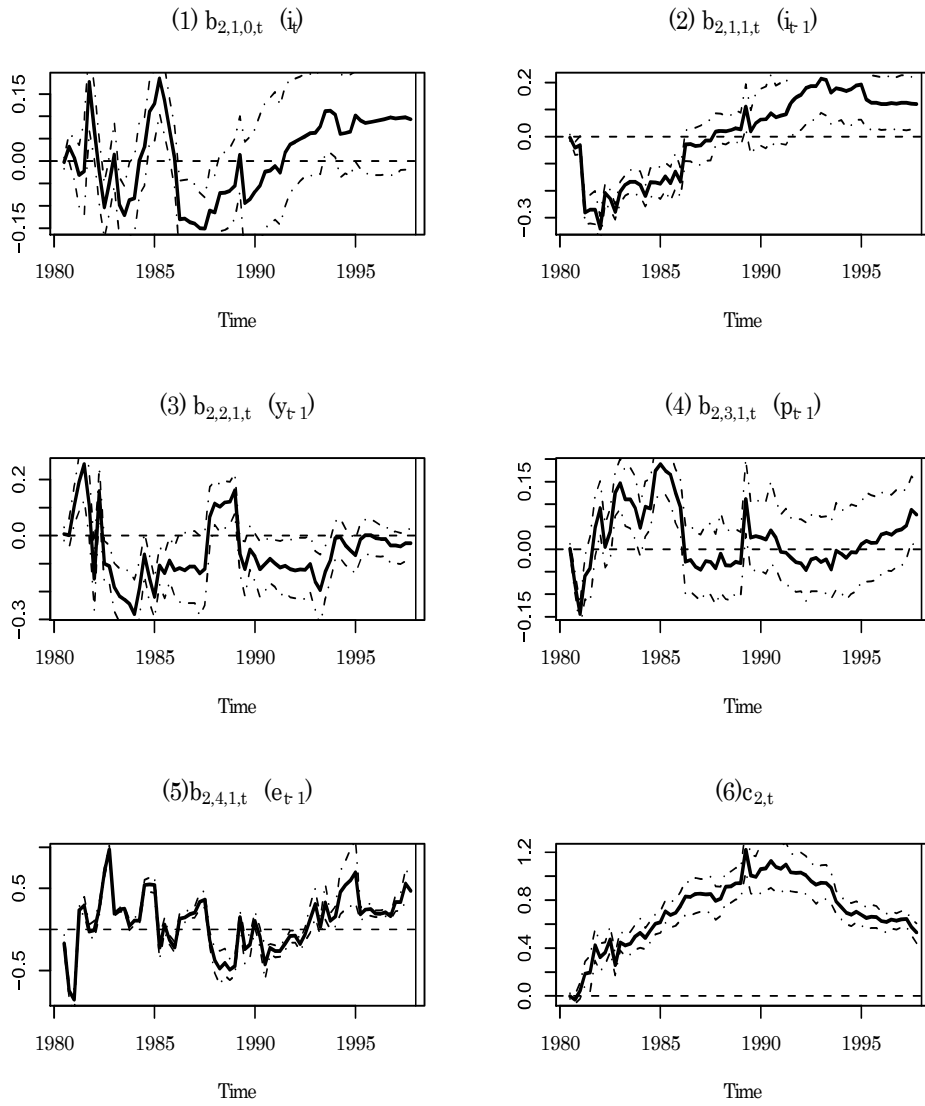 (1) b2,1,0,t (it)
−0.15 0.00 0.15
1980 1985 1990 1995
Time
(2) b2,1,1,t (it-1)
−0.3 0.0 0.2
1980 1985 1990 1995
Time
(3) b2,2,1,t (yt-1)
−0.3 0.0 0.2
1980 1985 1990 1995
Time
(4) b2,3,1,t (pt-1)
−0.15 0.00 0.15
1980 1985 1990 1995
Time
(5)b2,4,1,t (et-1)
−0.5 0.5
1980 1985 1990 1995
Time
(6)c2,t
0.0 0.4 0.8 1.2
1980 1985 1990 1995
Time